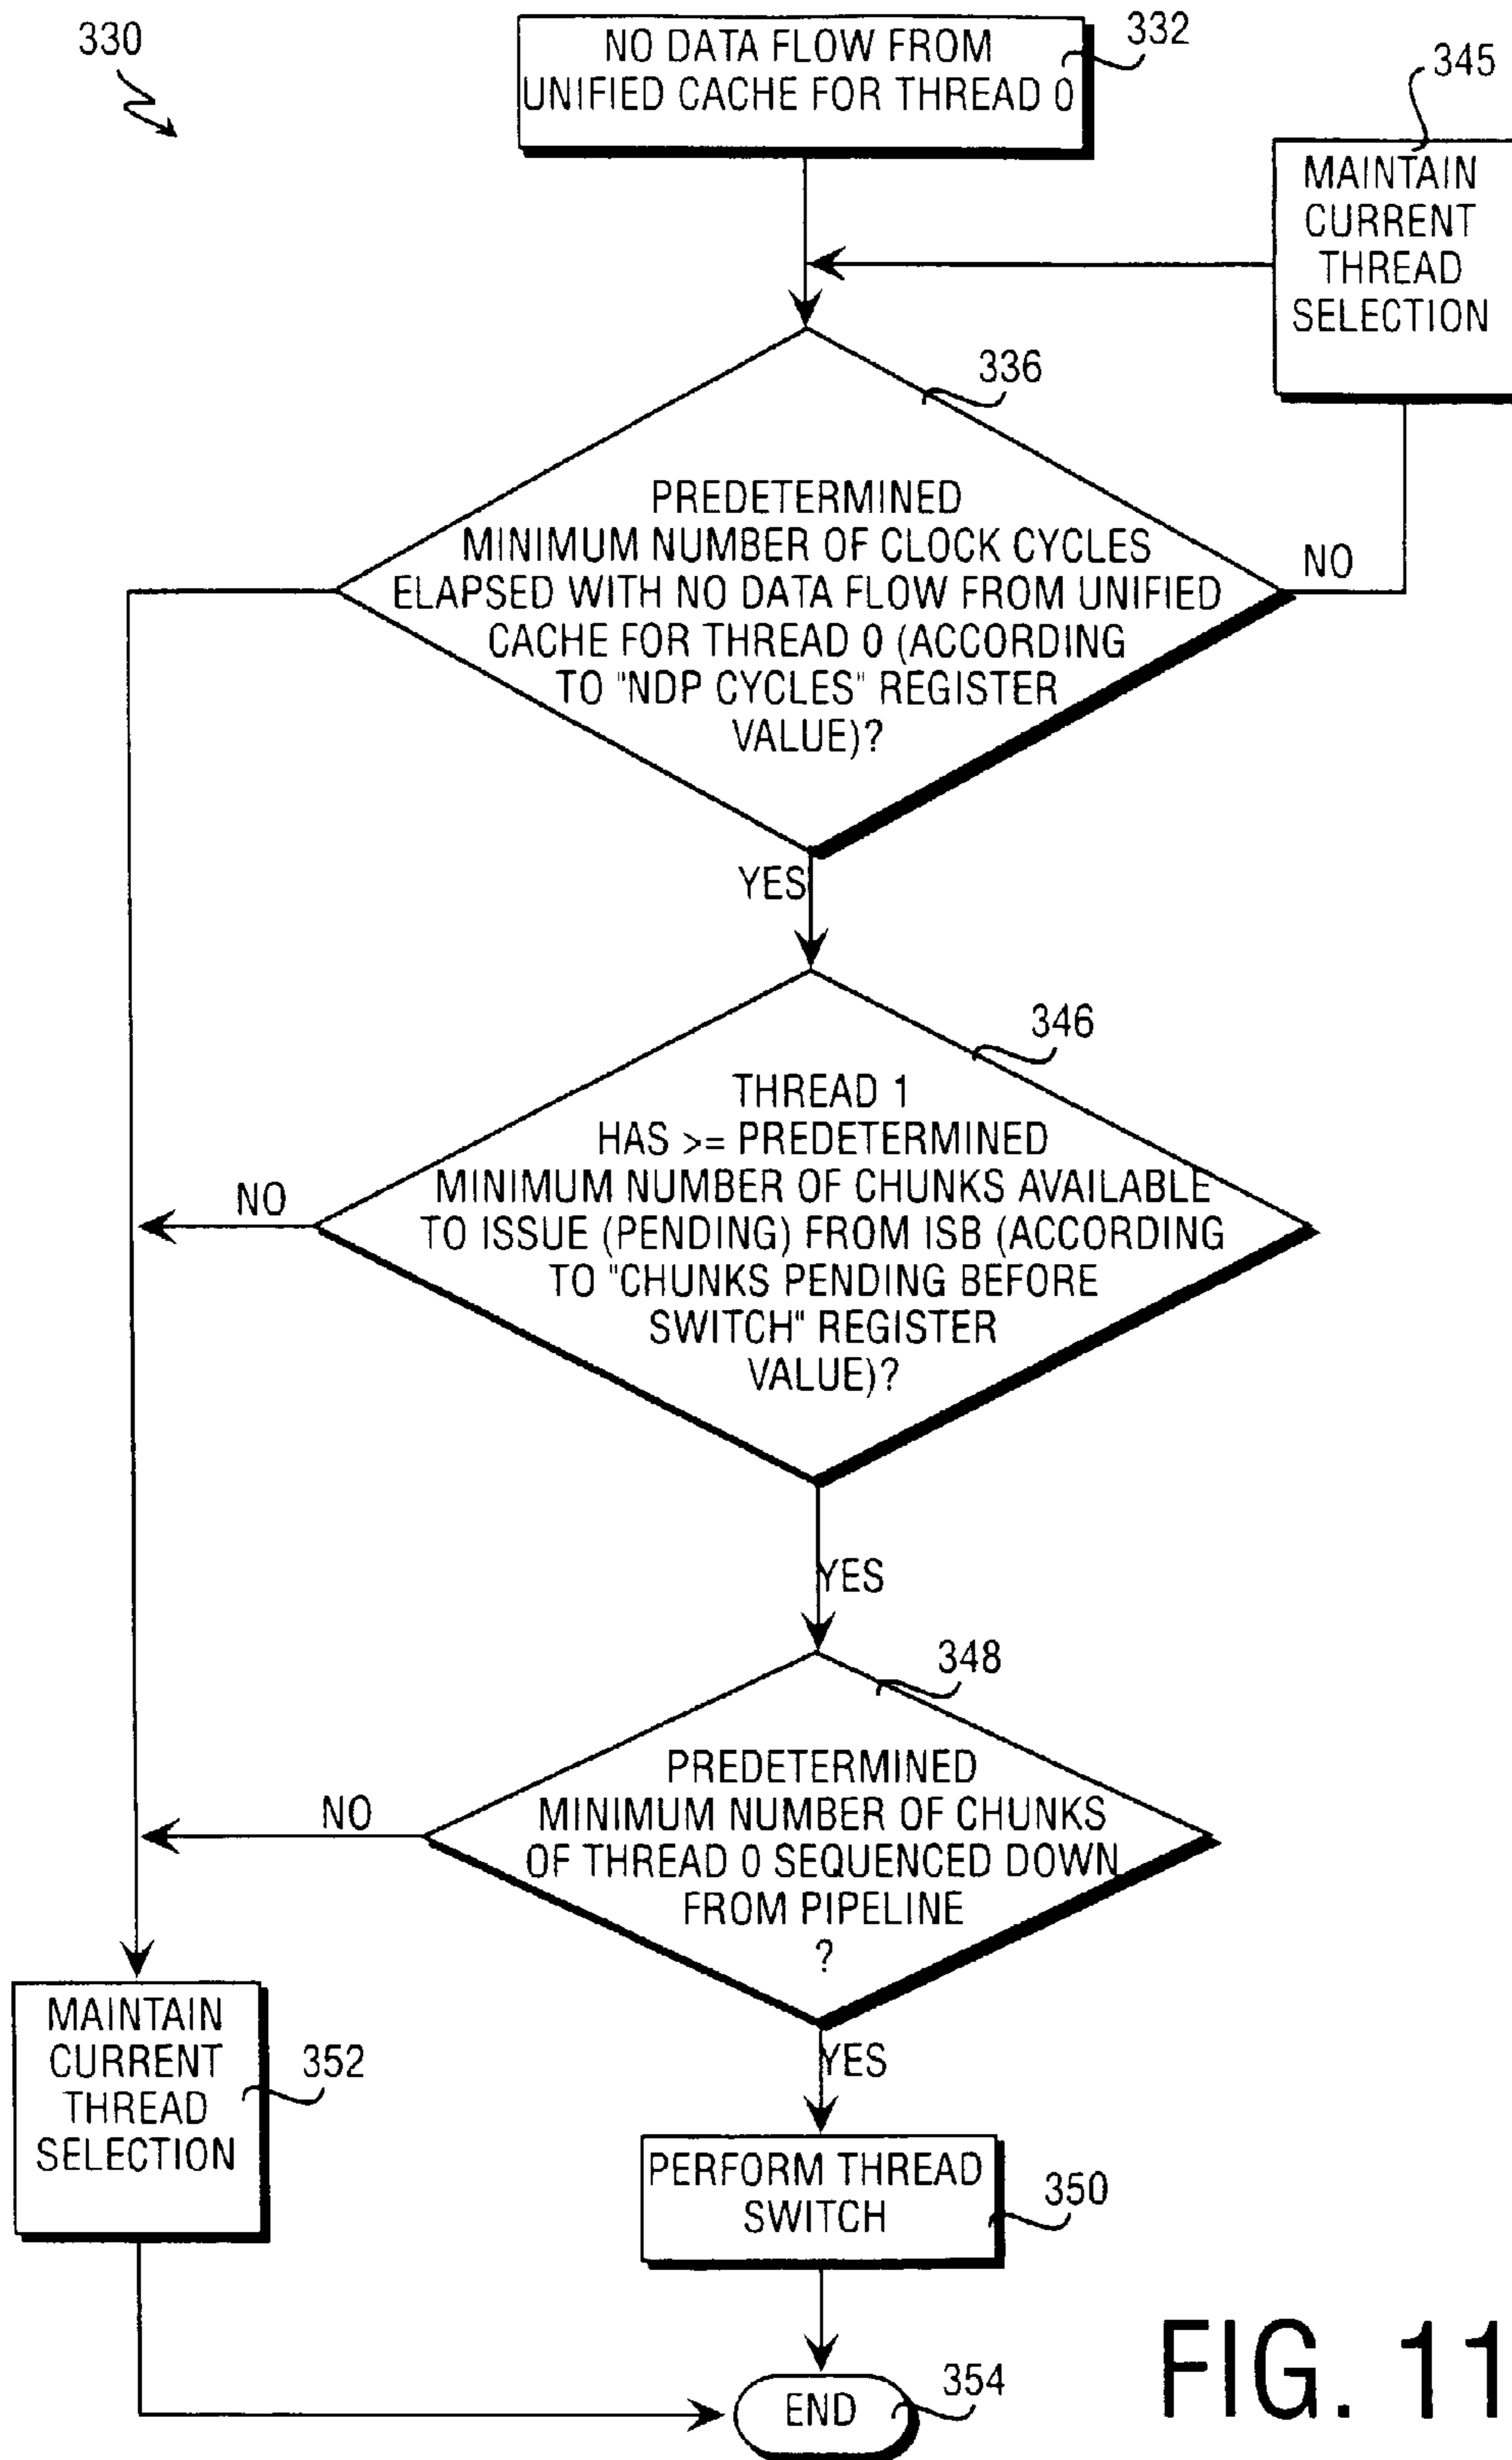 330
NO DATA FLOW FROM
UNIFIED CACHE FOR THREAD 0
332
345
MAINTAIN
CURRENT
THREAD
SELECTION
336
PREDETERMINED
MINIMUM NUMBER OF CLOCK CYCLES
ELAPSED WITH NO DATA FLOW FROM UNIFIED
CACHE FOR THREAD 0 (ACCORDING
TO "NDP CYCLES" REGISTER
VALUE)?
NO
YES
346
THREAD 1
HAS >= PREDETERMINED
MINIMUM NUMBER OF CHUNKS AVAILABLE
TO ISSUE (PENDING) FROM ISB (ACCORDING
TO "CHUNKS PENDING BEFORE
SWITCH" REGISTER
VALUE)?
NO
YES
348
PREDETERMINED
MINIMUM NUMBER OF CHUNKS
OF THREAD 0 SEQUENCED DOWN
FROM PIPELINE
?
NO
YES
MAINTAIN
CURRENT
THREAD
SELECTION
352
PERFORM THREAD
SWITCH
350
END
354
FIG. 11